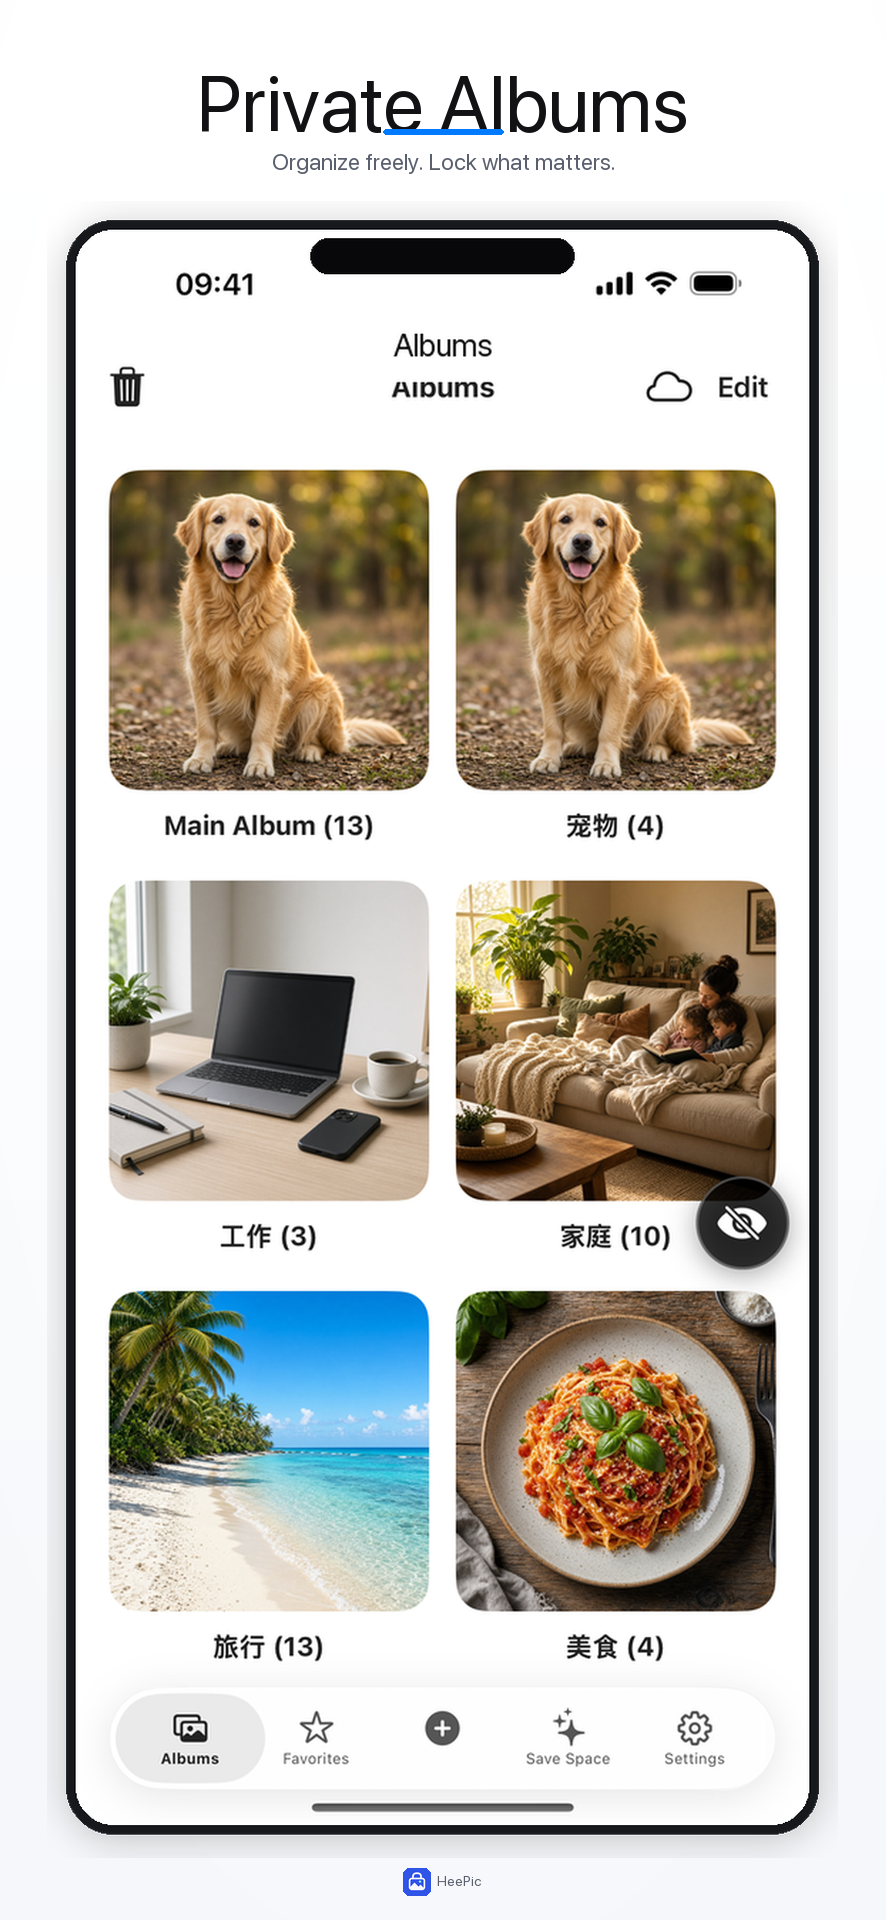 Private Albums
Organize freely. Lock what matters.
09:41
Albums
Albums
Edit
Main Album (13)
宠物 (4)
工作 (3)
家庭 (10)
旅行 (13)
美食 (4)
Albums
Favorites
Save Space
Settings
HeePic